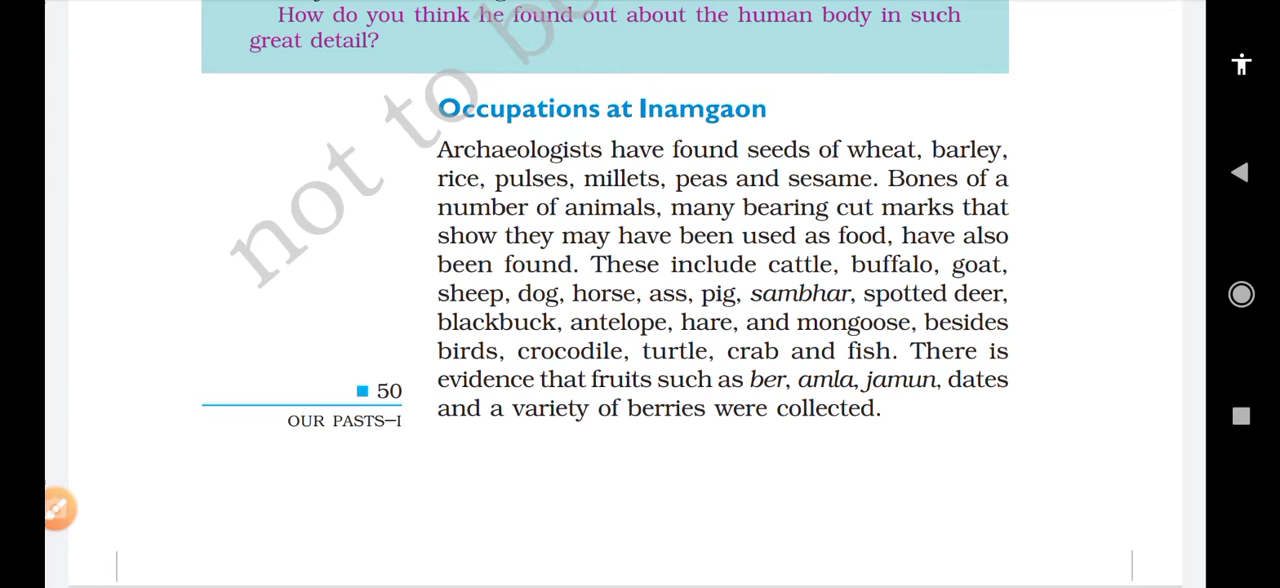 How do you think he found out about the human body in such
great detail?
not to be
Occupations at Inamgaon
Archaeologists have found seeds of wheat, barley,
rice, pulses, millets, peas and sesame. Bones of a
number of animals, many bearing cut marks that
show they may have been used as food, have also
been found. These include cattle, buffalo, goat,
sheep, dog, horse, ass, pig, sambhar, spotted deer,
blackbuck, antelope, hare, and mongoose, besides
birds, crocodile, turtle, crab and fish. There is
evidence that fruits such as ber, amla, jamun, dates
and a variety of berries were collected.
■ 50
OUR PASTS–I